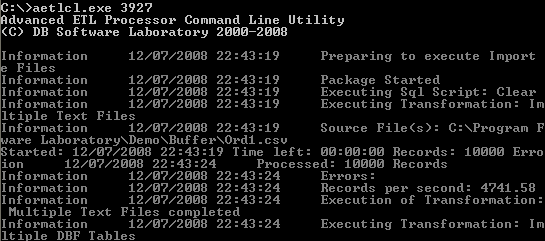 C:\>aetlcl.exe 3927
Advanced ETL Processor Command Line Utility
(C) DB Software Laboratory 2000-2008
Information 12/07/2008 22:43:19 Preparing to execute Import
e Files
Information 12/07/2008 22:43:19 Package Started
Information 12/07/2008 22:43:19 Executing Sql Script: Clear
Information 12/07/2008 22:43:19 Executing Transformation: Im
ltiple Text Files
Information 12/07/2008 22:43:19 Source File(s): C:\Program F
ware Laboratory\Demo\Buffer\Ord1.csv
Started: 12/07/2008 22:43:19 Time left: 00:00:00 Records: 10000 Erro
ion 12/07/2008 22:43:24 Processed: 10000 Records
Information 12/07/2008 22:43:24 Errors:
Information 12/07/2008 22:43:24 Records per second: 4741.58
Information 12/07/2008 22:43:24 Execution of Transformation:
Multiple Text Files completed
Information 12/07/2008 22:43:24 Executing Transformation: Im
ltiple DBF Tables